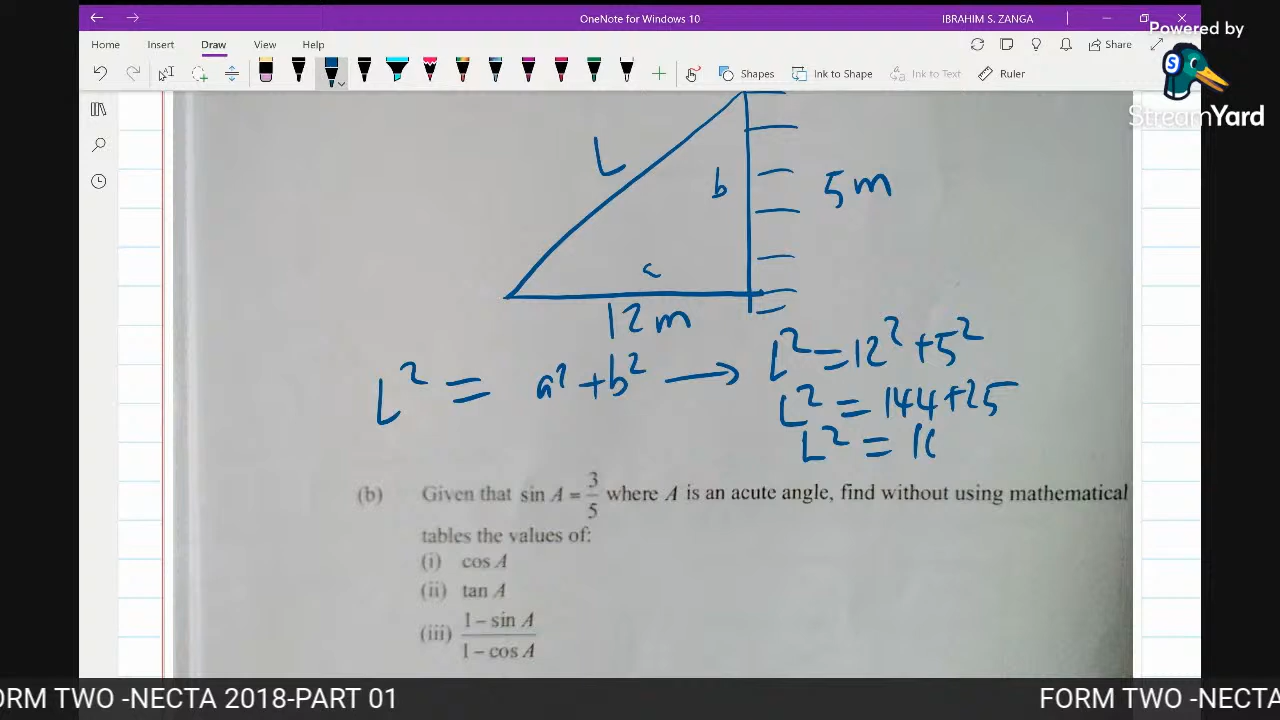 OneNote for Windows 10
IBRAHIM S. ZANGA
Powered by
StreamYard
Home Insert Draw View Help
Share
Shapes Ink to Shape Ink to Text Ruler
L
b
5 m
12 m
L² = a² + b² → L² = 12² + 5²
L² = 144 + 25
L² = 16
(b) Given that sin A = 3/5 where A is an acute angle, find without using mathematical
tables the values of:
(i) cos A
(ii) tan A
(iii) 1 – sin A
1 – cos A
ORM TWO -NECTA 2018-PART 01
FORM TWO -NECTA